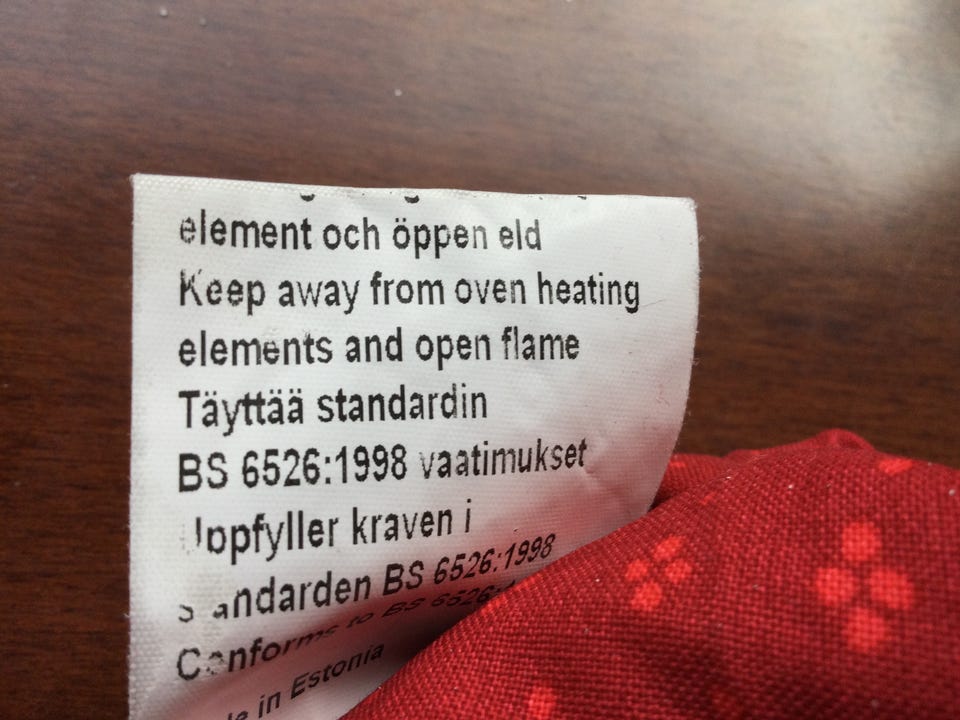 element och öppen eld
Keep away from oven heating
elements and open flame
Täyttää standardin
BS 6526:1998 vaatimukset
Uppfyller kraven i
standarden BS 6526:1998
Conforms to BS 6526:
in Estonia